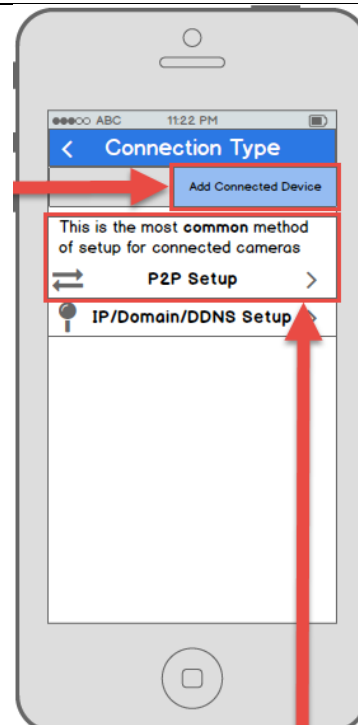 ABC 11:22 PM
Connection Type
Add Connected Device
This is the most common method
of setup for connected cameras
P2P Setup
IP/Domain/DDNS Setup